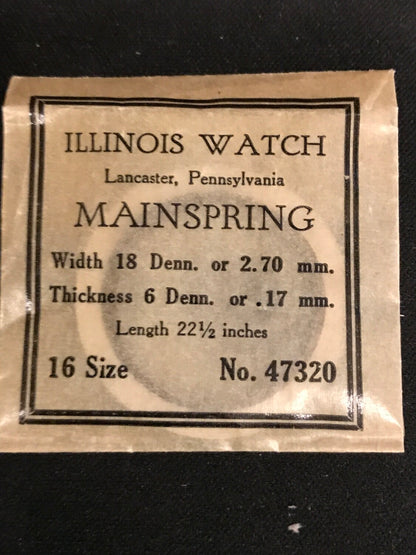 ILLINOIS WATCH
Lancaster, Pennsylvania
MAINSPRING
Width 18 Denn. or 2.70 mm.
Thickness 6 Denn. or .17 mm.
Length 22½ inches
16 Size No. 47320